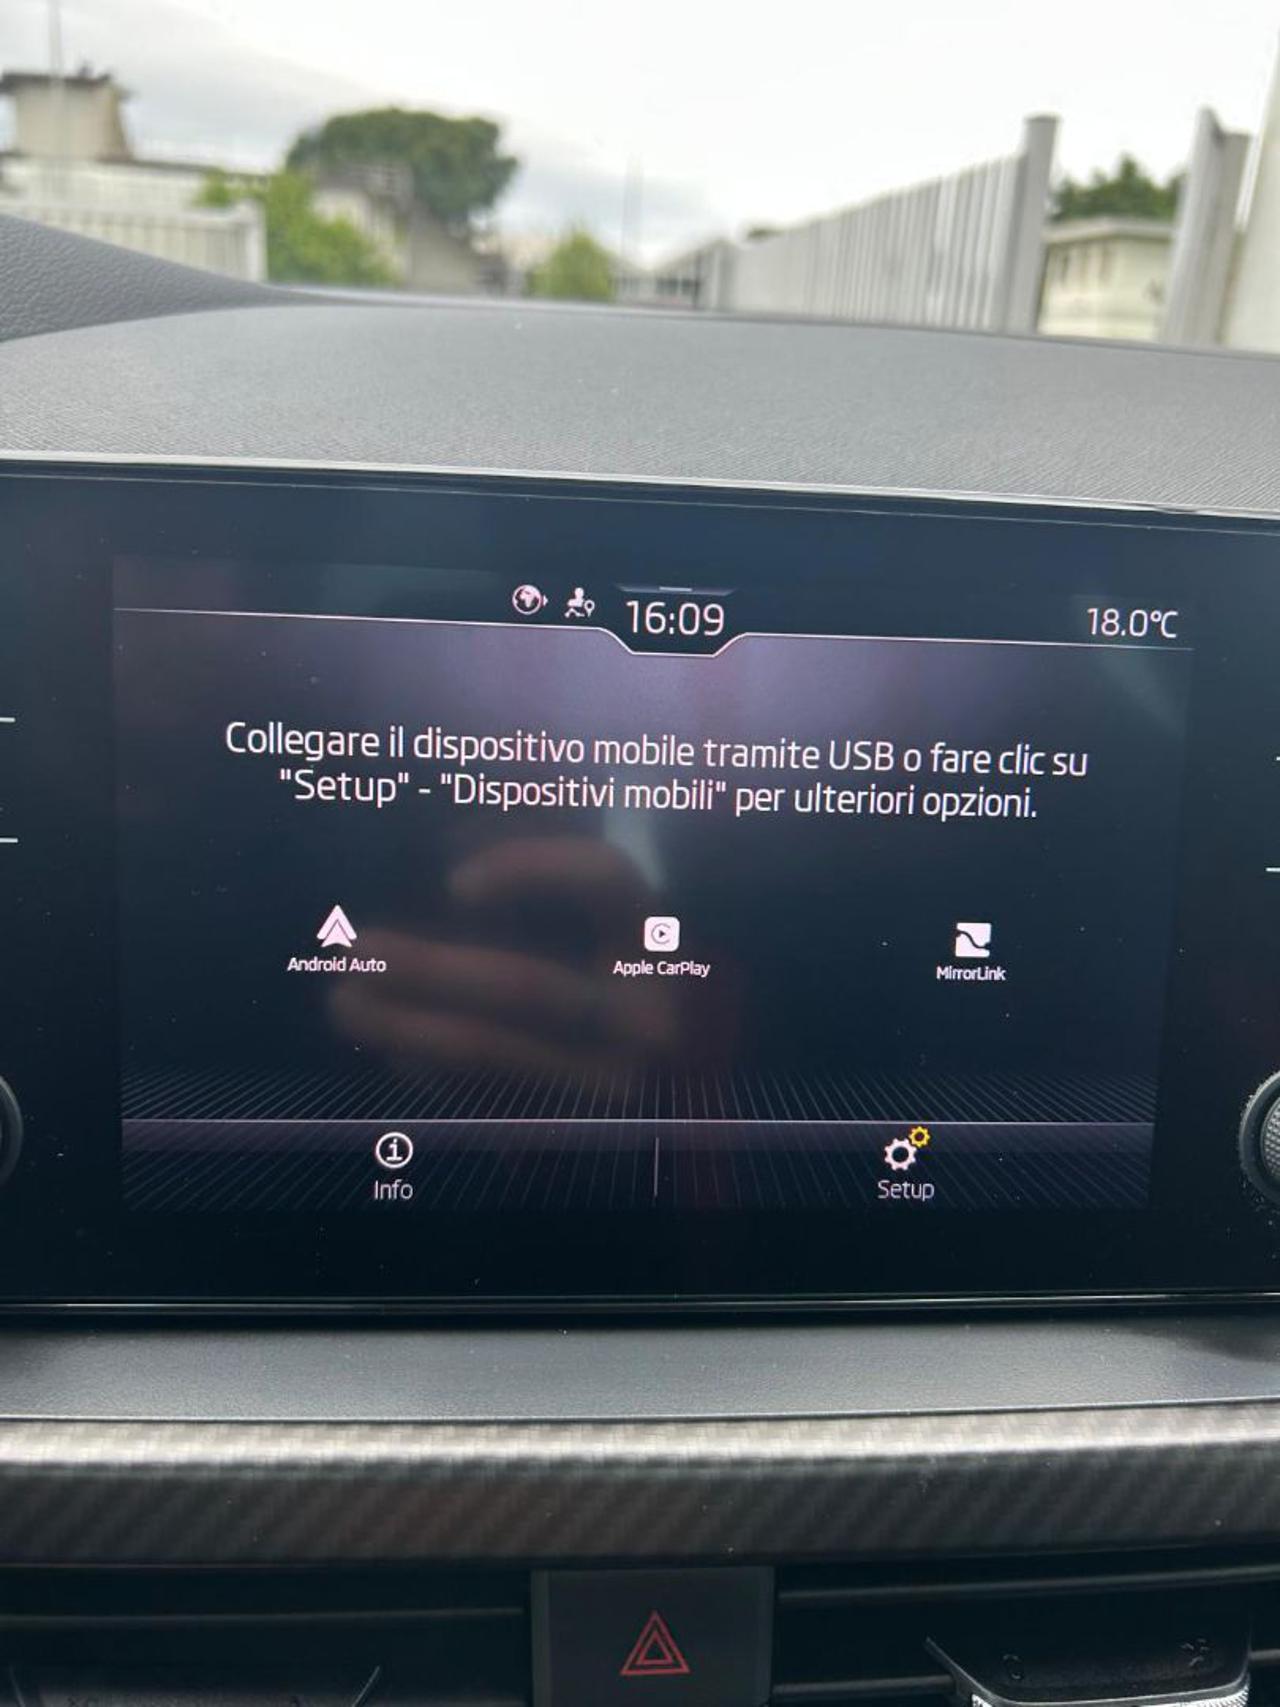 16:09
18.0°C
Collegare il dispositivo mobile tramite USB o fare clic su
"Setup" - "Dispositivi mobili" per ulteriori opzioni.
Android Auto
Apple CarPlay
MirrorLink
Info
Setup